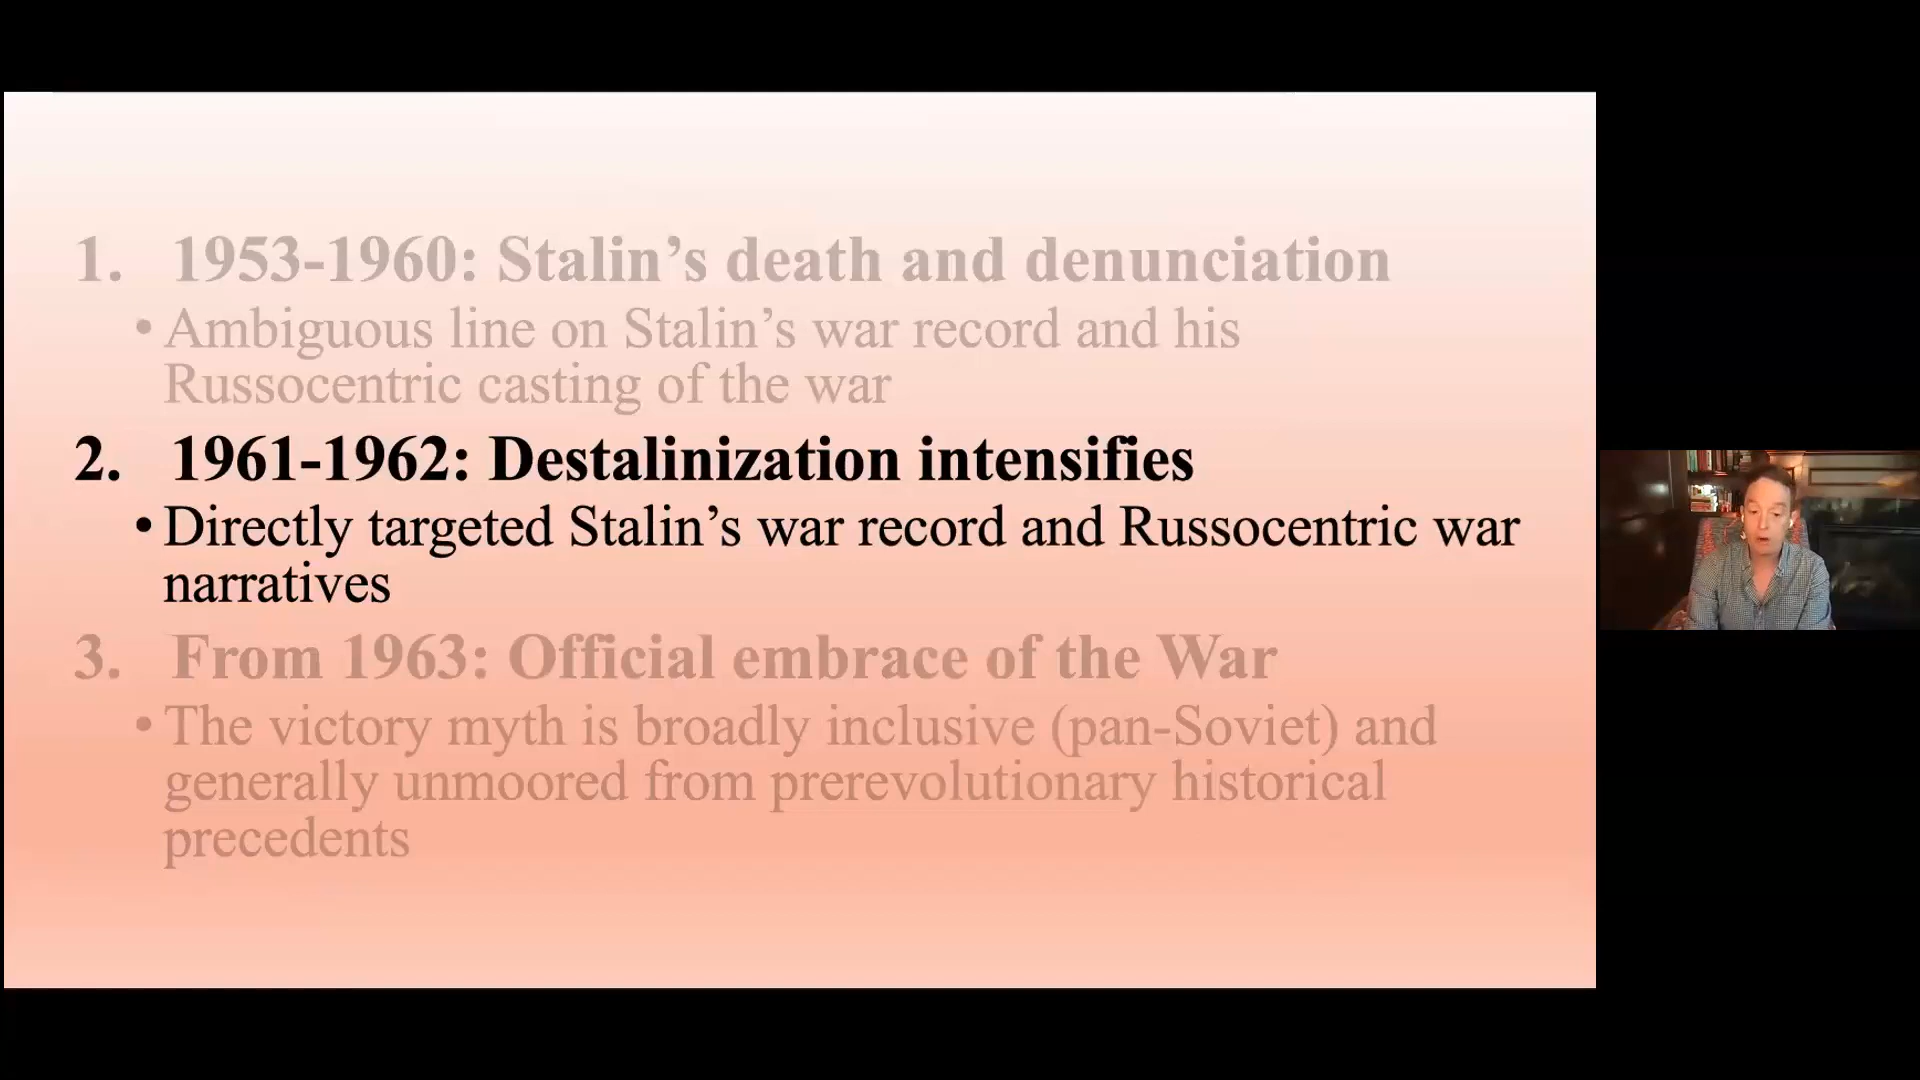 1. 1953-1960: Stalin’s death and denunciation
• Ambiguous line on Stalin’s war record and his
Russocentric casting of the war
2. 1961-1962: Destalinization intensifies
• Directly targeted Stalin’s war record and Russocentric war
narratives
3. From 1963: Official embrace of the War
• The victory myth is broadly inclusive (pan-Soviet) and
generally unmoored from prerevolutionary historical
precedents